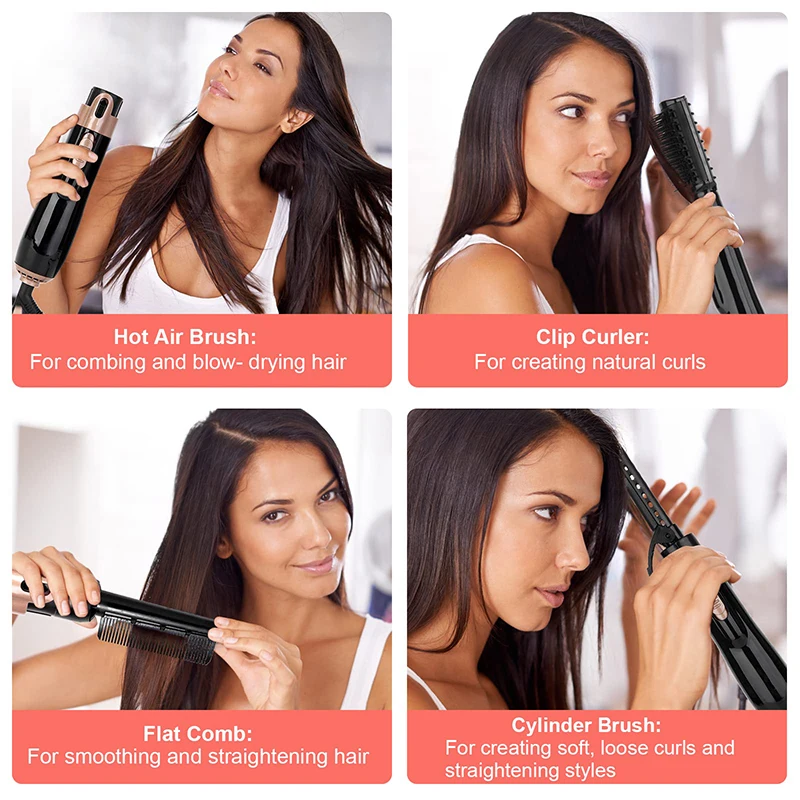 Hot Air Brush:
For combing and blow- drying hair
Clip Curler:
For creating natural curls
Flat Comb:
For smoothing and straightening hair
Cylinder Brush:
For creating soft, loose curls and
straightening styles